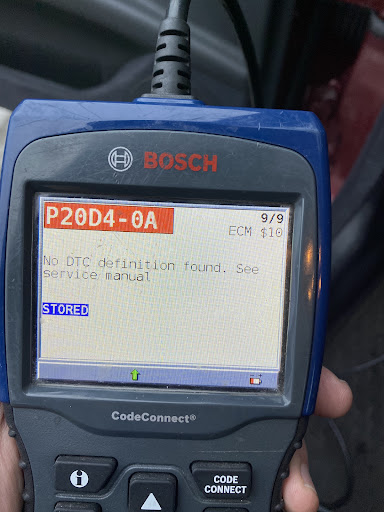 BOSCH
P20D4-0A 9/9
ECM $10
No DTC definition found. See
service manual
STORED
CodeConnect®
i
CODE
CONNECT